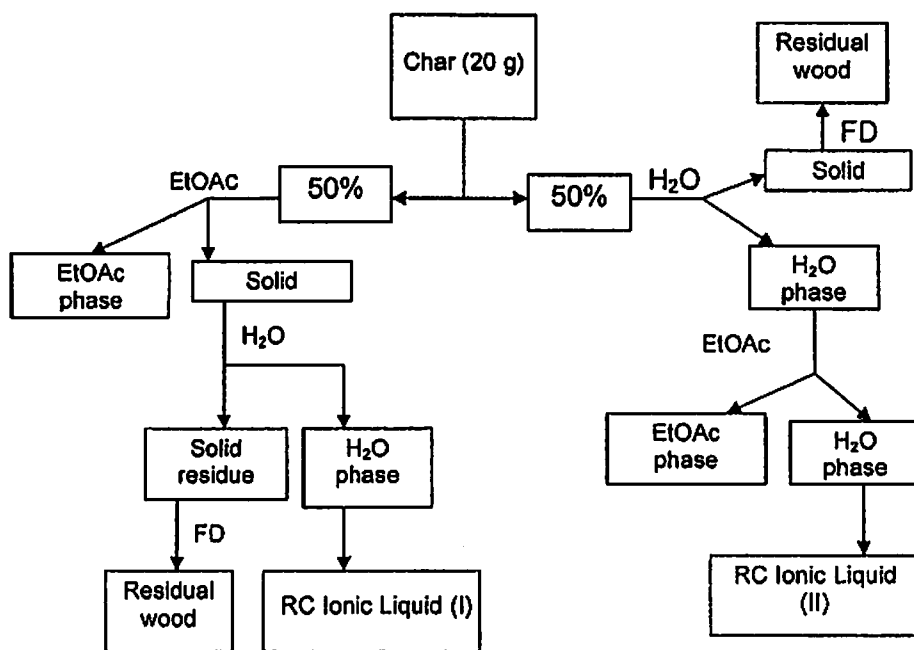 Char (20 g)
Residual
wood
FD
Solid
EtOAc
50%
50%
H₂O
EtOAc
phase
Solid
H₂O
phase
H₂O
EtOAc
Solid
residue
H₂O
phase
EtOAc
phase
H₂O
phase
FD
Residual
wood
RC Ionic Liquid (I)
RC Ionic Liquid
(II)